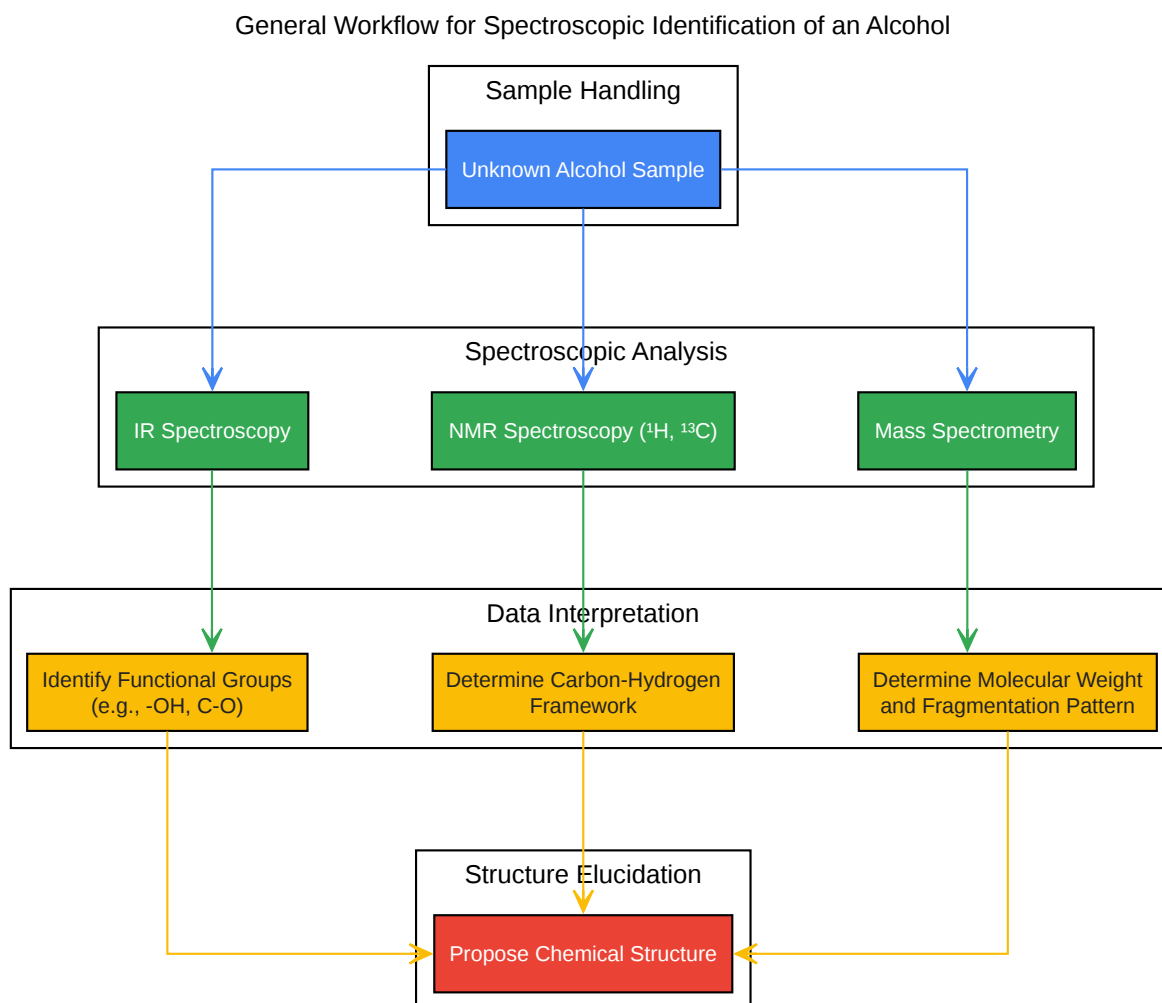 General Workflow for Spectroscopic Identification of an Alcohol
Sample Handling
Unknown Alcohol Sample
Spectroscopic Analysis
IR Spectroscopy
NMR Spectroscopy (¹H, ¹³C)
Mass Spectrometry
Data Interpretation
Identify Functional Groups
(e.g., -OH, C-O)
Determine Carbon-Hydrogen
Framework
Determine Molecular Weight
and Fragmentation Pattern
Structure Elucidation
Propose Chemical Structure